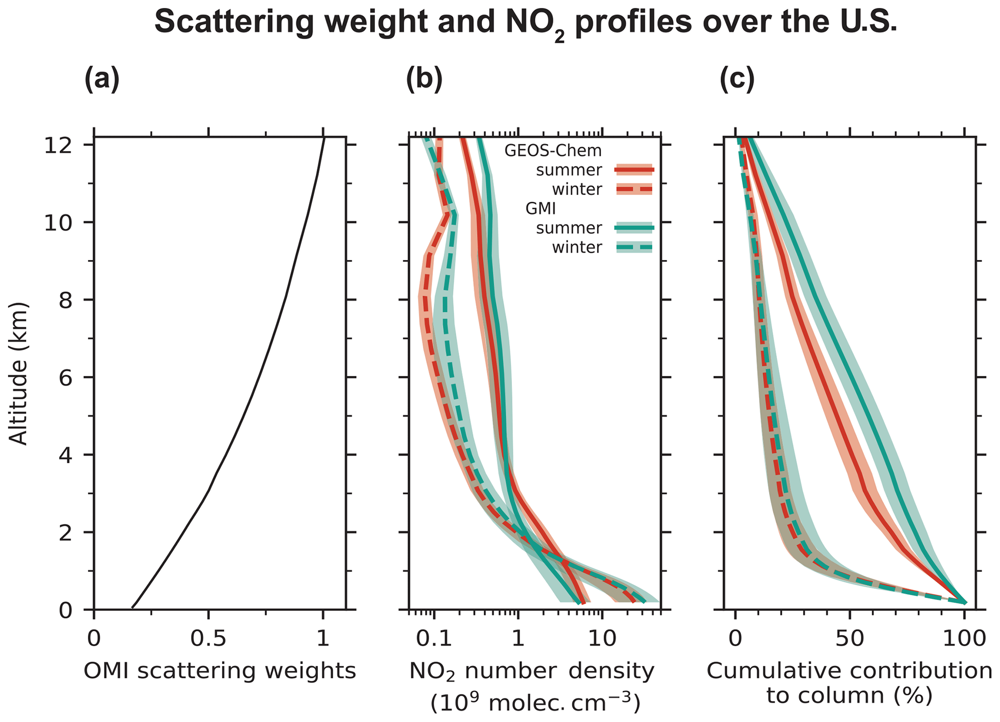 Scattering weight and NO₂ profiles over the U.S.
(a)
(b)
(c)
Altitude (km)
12
10
8
6
4
2
0
0 0.5 1
OMI scattering weights
GEOS-Chem
summer
winter
GMI
summer
winter
0.1 1 10
NO₂ number density
(10⁹ molec. cm⁻³)
0 50 100
Cumulative contribution
to column (%)